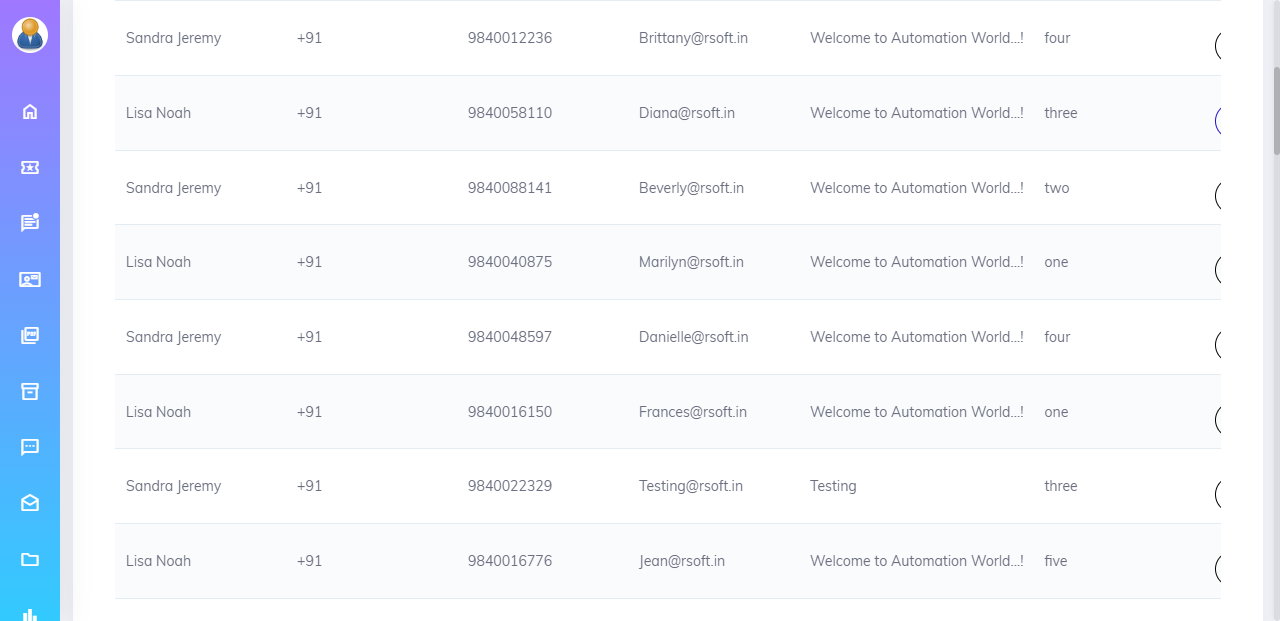 Sandra Jeremy +91 9840012236 Brittany@rsoft.in Welcome to Automation World...! four
Lisa Noah +91 9840058110 Diana@rsoft.in Welcome to Automation World...! three
Sandra Jeremy +91 9840088141 Beverly@rsoft.in Welcome to Automation World...! two
Lisa Noah +91 9840040875 Marilyn@rsoft.in Welcome to Automation World...! one
Sandra Jeremy +91 9840048597 Danielle@rsoft.in Welcome to Automation World...! four
Lisa Noah +91 9840016150 Frances@rsoft.in Welcome to Automation World...! one
Sandra Jeremy +91 9840022329 Testing@rsoft.in Testing three
Lisa Noah +91 9840016776 Jean@rsoft.in Welcome to Automation World...! five